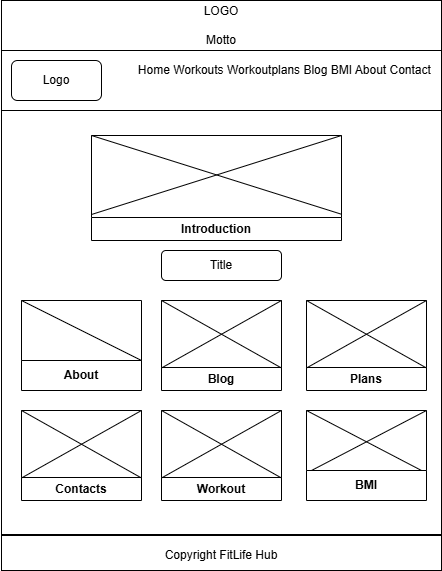 LOGO
Motto
Logo
Home Workouts Workoutplans Blog BMI About Contact
Introduction
Title
About
Blog
Plans
Contacts
Workout
BMI
Copyright FitLife Hub